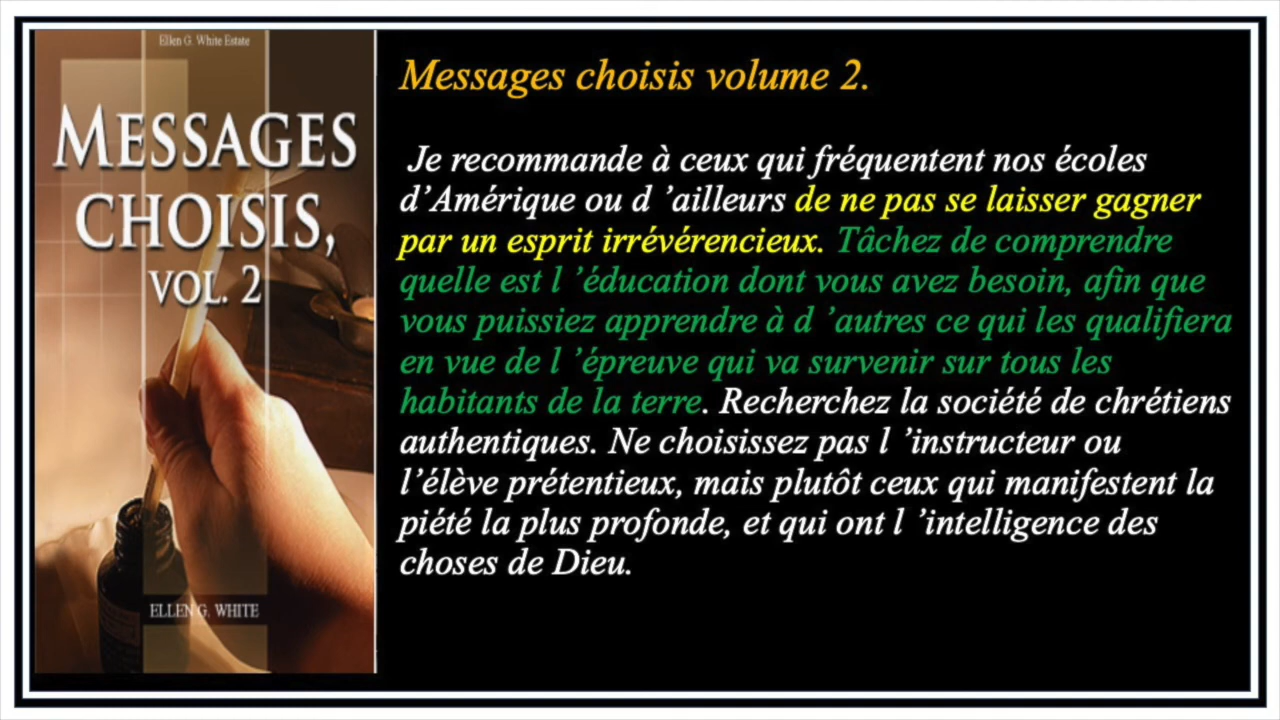 Ellen G. White Estate
MESSAGES
CHOISIS,
VOL. 2
ELLEN G. WHITE
Messages choisis volume 2.
Je recommande à ceux qui fréquentent nos écoles
d’Amérique ou d ’ailleurs de ne pas se laisser gagner
par un esprit irrévérencieux. Tâchez de comprendre
quelle est l ’éducation dont vous avez besoin, afin que
vous puissiez apprendre à d ’autres ce qui les qualifiera
en vue de l ’épreuve qui va survenir sur tous les
habitants de la terre. Recherchez la société de chrétiens
authentiques. Ne choisissez pas l ’instructeur ou
l’élève prétentieux, mais plutôt ceux qui manifestent la
piété la plus profonde, et qui ont l ’intelligence des
choses de Dieu.